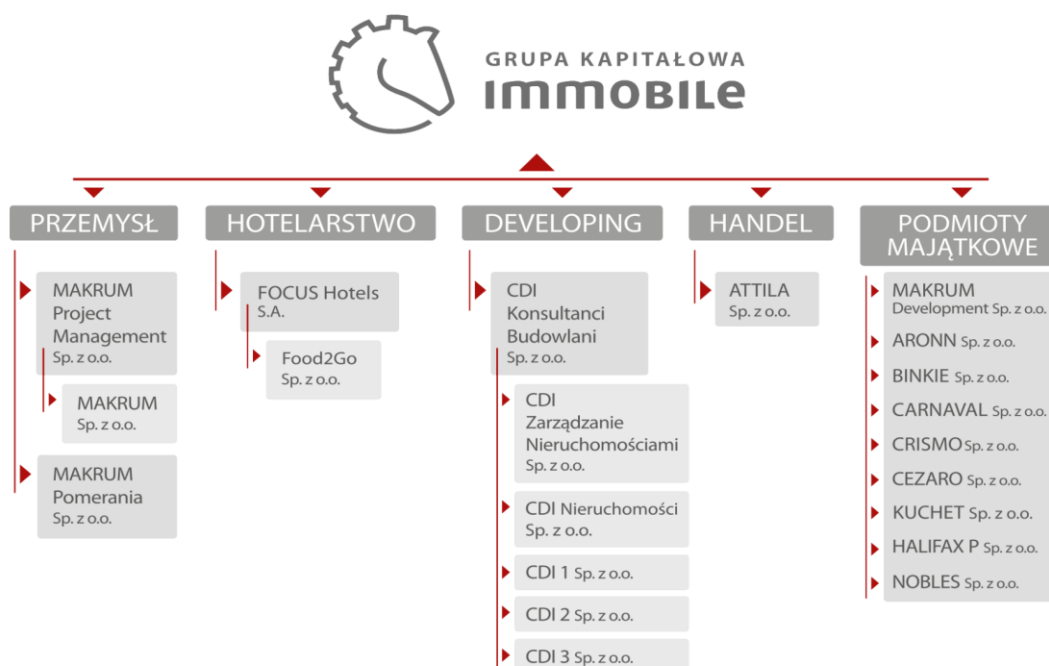 GRUPA KAPITAŁOWA
IMMOBILE
PRZEMYSŁ
MAKRUM
Project
Management
Sp. z o.o.
MAKRUM
Sp. z o.o.
MAKRUM
Pomerania
Sp. z o.o.
HOTELARSTWO
FOCUS Hotels
S.A.
Food2Go
Sp. z o.o.
DEVELOPING
CDI
Konsultanci
Budowlani
Sp. z o.o.
CDI
Zarządzanie
Nieruchomościami
Sp. z o.o.
CDI Nieruchomości
Sp. z o.o.
CDI 1 Sp. z o.o.
CDI 2 Sp. z o.o.
CDI 3 Sp. z o.o.
HANDEL
ATTILA
Sp. z o.o.
PODMIOTY
MAJĄTKOWE
MAKRUM
Development Sp. z o.o.
ARONN Sp. z o.o.
BINKIE Sp. z o.o.
CARNAVAL Sp. z o.o.
CRISMO Sp. z o.o.
CEZARO Sp. z o.o.
KUCHET Sp. z o.o.
HALIFAX P Sp. z o.o.
NOBLES Sp. z o.o.